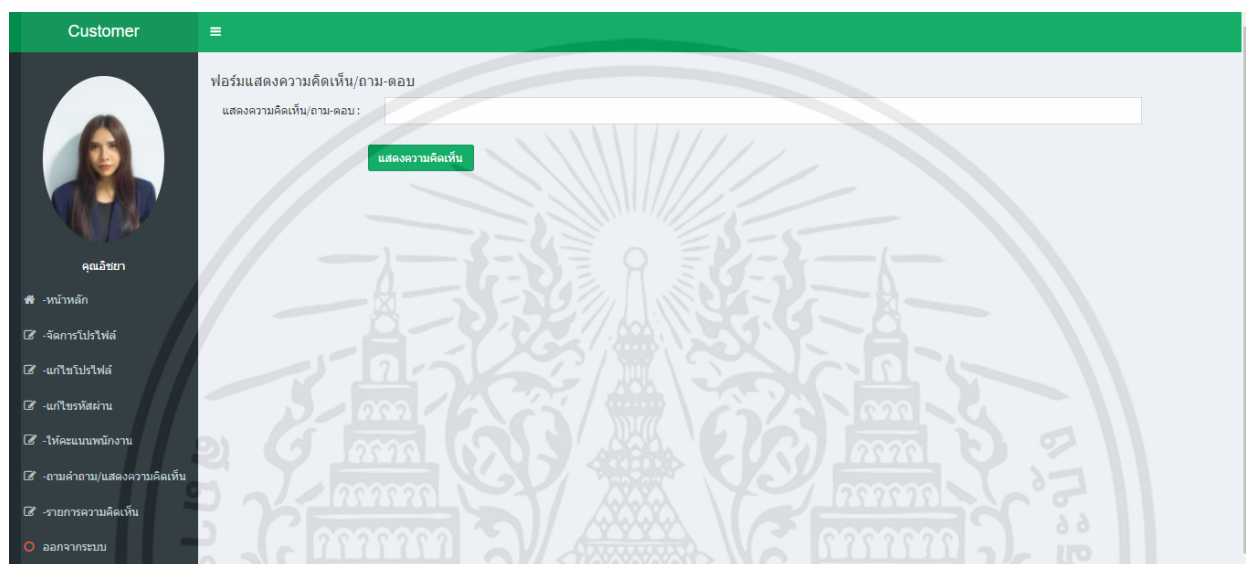 Customer
ฟอร์มแสดงความคิดเห็น/ถาม-ตอบ
แสดงความคิดเห็น/ถาม-ตอบ :
แสดงความคิดเห็น
คุณอิชยา
-หน้าหลัก
-จัดการโปรไฟล์
-แก้ไขโปรไฟล์
-แก้ไขรหัสผ่าน
-ให้คะแนนพนักงาน
-ถามคำถาม/แสดงความคิดเห็น
-รายการความคิดเห็น
ออกจากระบบ